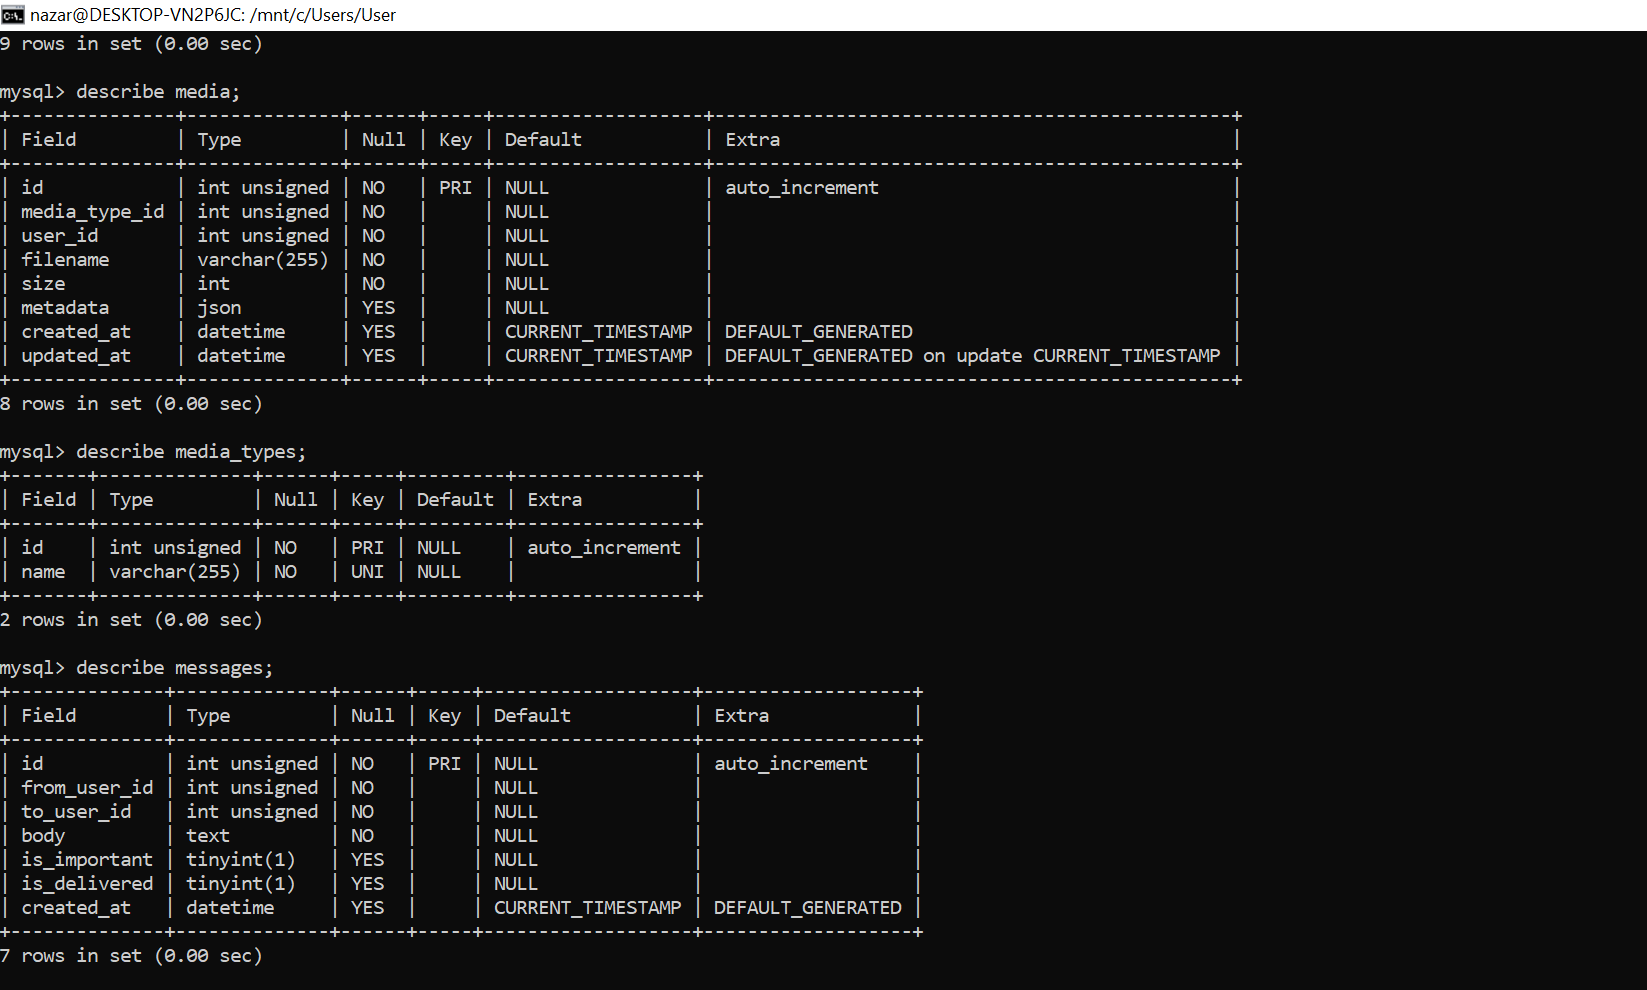 nazar@DESKTOP-VN2P6JC: /mnt/c/Users/User
9 rows in set (0.00 sec)

mysql> describe media;
+---------------+--------------+------+-----+-------------------+-----------------------------------------------+
| Field         | Type         | Null | Key | Default           | Extra                                         |
+---------------+--------------+------+-----+-------------------+-----------------------------------------------+
| id            | int unsigned | NO   | PRI | NULL              | auto_increment                                |
| media_type_id | int unsigned | NO   |     | NULL              |                                               |
| user_id       | int unsigned | NO   |     | NULL              |                                               |
| filename      | varchar(255) | NO   |     | NULL              |                                               |
| size          | int          | NO   |     | NULL              |                                               |
| metadata      | json         | YES  |     | NULL              |                                               |
| created_at    | datetime     | YES  |     | CURRENT_TIMESTAMP | DEFAULT_GENERATED                             |
| updated_at    | datetime     | YES  |     | CURRENT_TIMESTAMP | DEFAULT_GENERATED on update CURRENT_TIMESTAMP |
+---------------+--------------+------+-----+-------------------+-----------------------------------------------+
8 rows in set (0.00 sec)

mysql> describe media_types;
+-------+--------------+------+-----+---------+----------------+
| Field | Type         | Null | Key | Default | Extra          |
+-------+--------------+------+-----+---------+----------------+
| id    | int unsigned | NO   | PRI | NULL    | auto_increment |
| name  | varchar(255) | NO   | UNI | NULL    |                |
+-------+--------------+------+-----+---------+----------------+
2 rows in set (0.00 sec)

mysql> describe messages;
+--------------+--------------+------+-----+-------------------+-------------------+
| Field        | Type         | Null | Key | Default           | Extra             |
+--------------+--------------+------+-----+-------------------+-------------------+
| id           | int unsigned | NO   | PRI | NULL              | auto_increment    |
| from_user_id | int unsigned | NO   |     | NULL              |                   |
| to_user_id   | int unsigned | NO   |     | NULL              |                   |
| body         | text         | NO   |     | NULL              |                   |
| is_important | tinyint(1)   | YES  |     | NULL              |                   |
| is_delivered | tinyint(1)   | YES  |     | NULL              |                   |
| created_at   | datetime     | YES  |     | CURRENT_TIMESTAMP | DEFAULT_GENERATED |
+--------------+--------------+------+-----+-------------------+-------------------+
7 rows in set (0.00 sec)